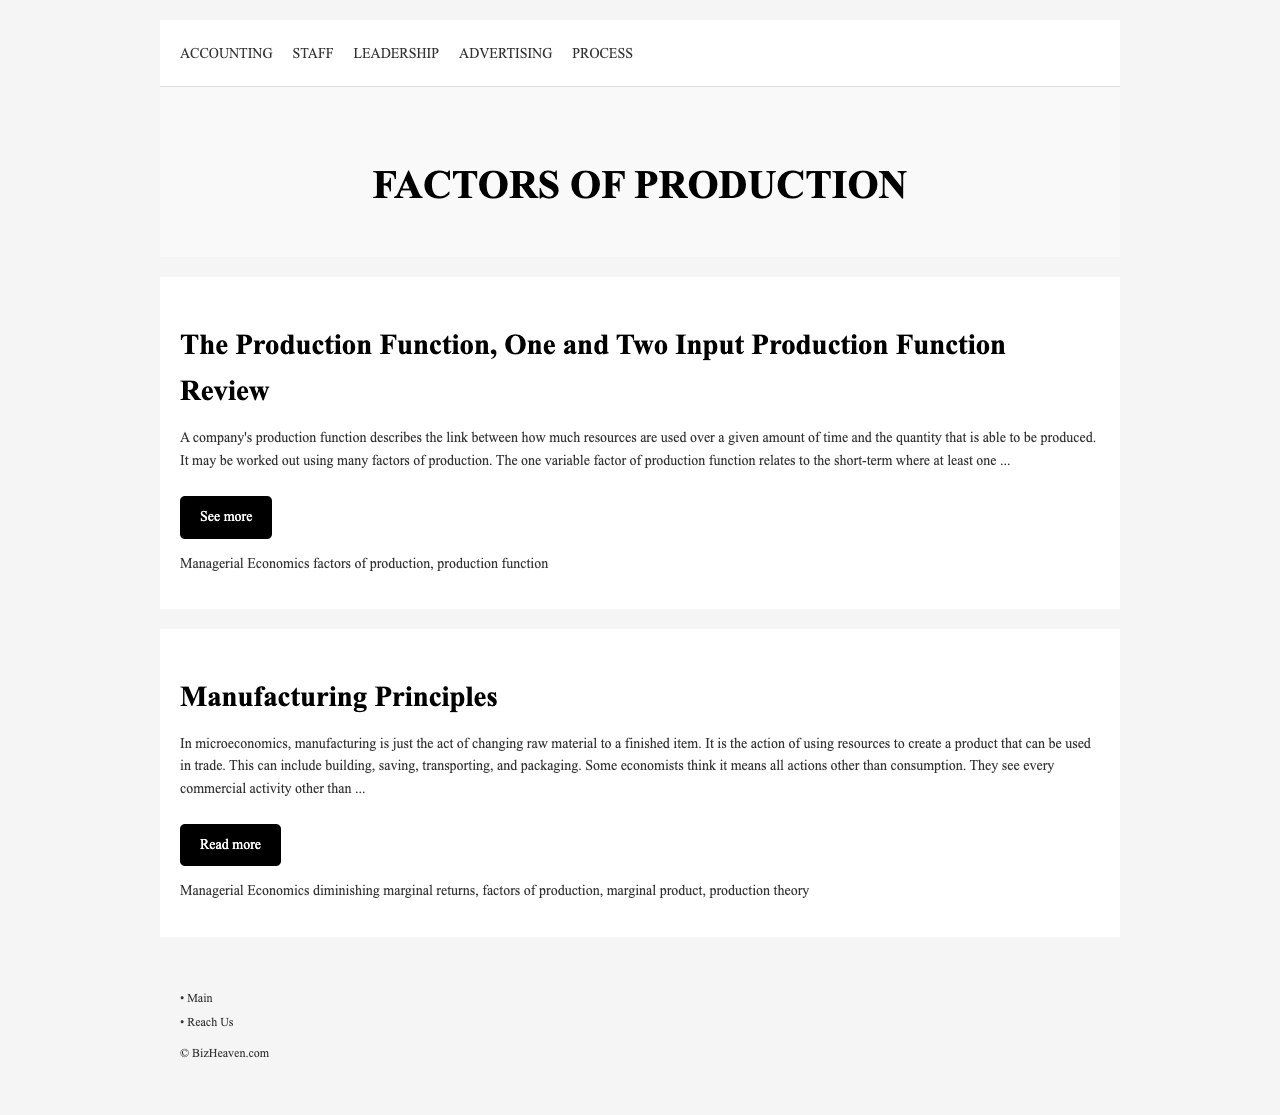 ACCOUNTING STAFF LEADERSHIP ADVERTISING PROCESS
FACTORS OF PRODUCTION
The Production Function, One and Two Input Production Function
Review
A company's production function describes the link between how much resources are used over a given amount of time and the quantity that is able to be produced.
It may be worked out using many factors of production. The one variable factor of production function relates to the short-term where at least one ...
See more
Managerial Economics factors of production, production function
Manufacturing Principles
In microeconomics, manufacturing is just the act of changing raw material to a finished item. It is the action of using resources to create a product that can be used
in trade. This can include building, saving, transporting, and packaging. Some economists think it means all actions other than consumption. They see every
commercial activity other than ...
Read more
Managerial Economics diminishing marginal returns, factors of production, marginal product, production theory
• Main
• Reach Us
© BizHeaven.com